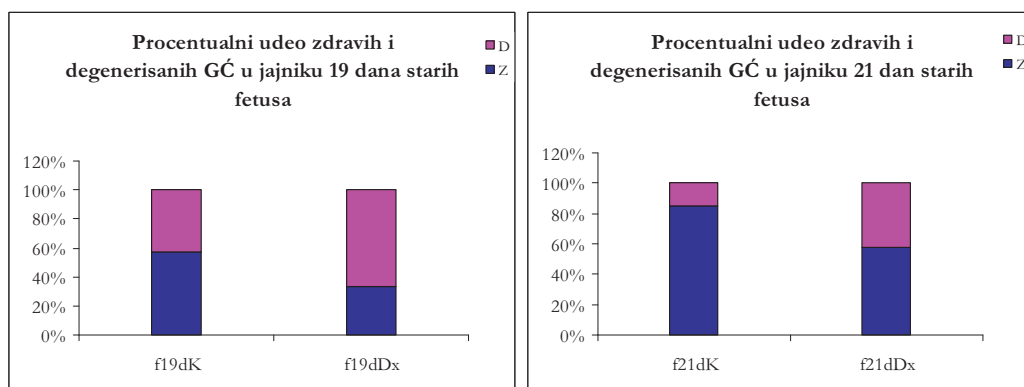 Procentualni udeo zdravih i
degenerisanih GĆ u jajniku 19 dana starih
fetusa
D
Z
120%
100%
80%
60%
40%
20%
0%
f19dK
f19dDx
Procentualni udeo zdravih i
degenerisanih GĆ u jajniku 21 dan starih
fetusa
D
Z
120%
100%
80%
60%
40%
20%
0%
f21dK
f21dDx